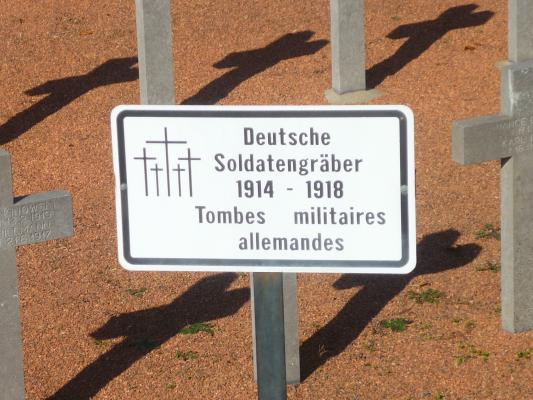 Deutsche
Soldatengräber
1914 - 1918
Tombes militaires
allemandes